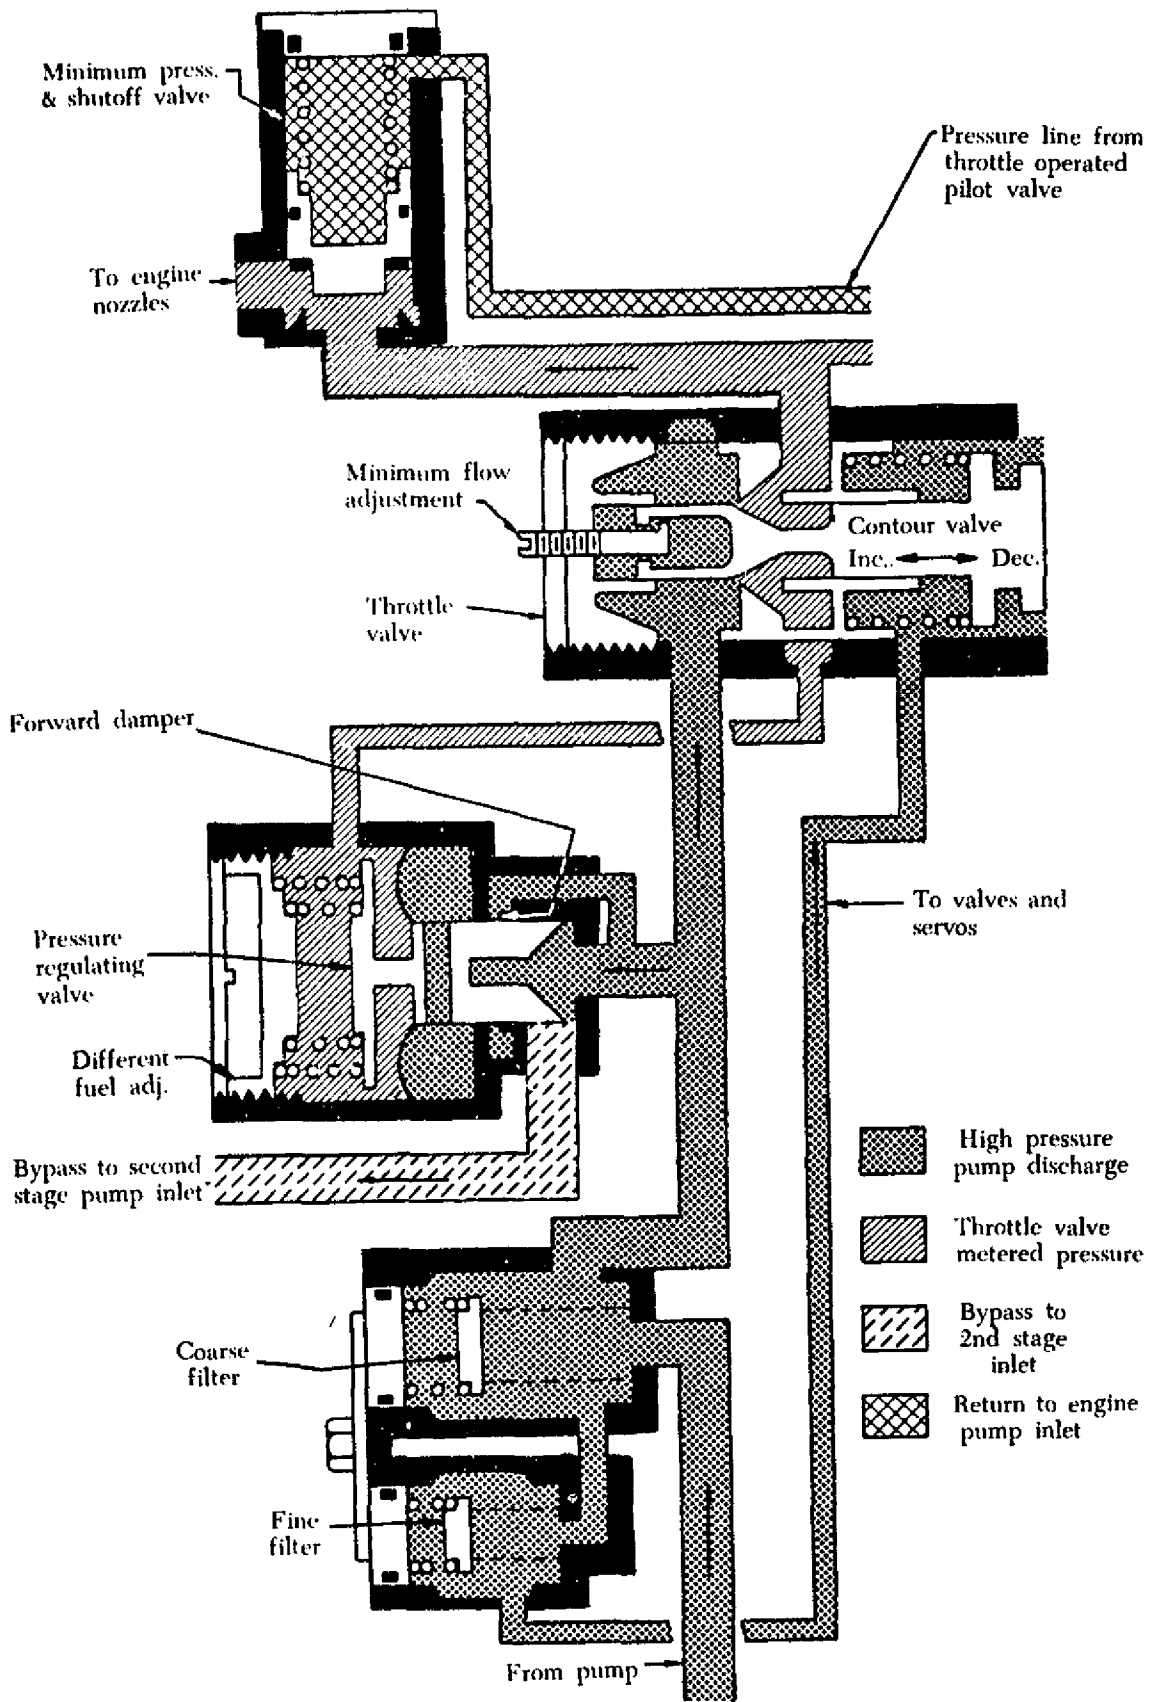 Minimum press.
& shutoff valve
Pressure line from
throttle operated
pilot valve
To engine
nozzles
Minimum flow
adjustment
Contour valve
Inc.. Dec.
Throttle
valve
Forward damper
To valves and
servos
Pressure
regulating
valve
Different
fuel adj.
High pressure
pump discharge
Bypass to second
stage pump inlet
Throttle valve
metered pressure
Bypass to
2nd stage
inlet
Coarse
filter
Return to engine
pump inlet
Fine
filter
From pump